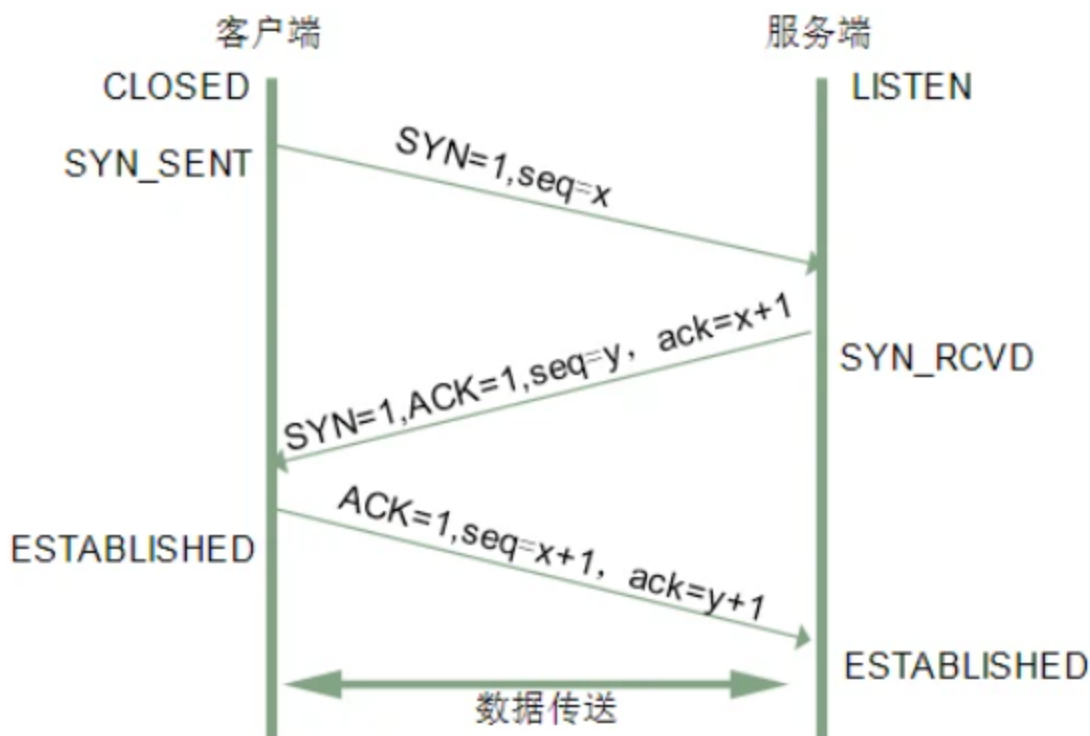 客户端
服务端
CLOSED
LISTEN
SYN_SENT
SYN=1,seq=x
SYN=1,ACK=1,seq=y，ack=x+1
SYN_RCVD
ACK=1,seq=x+1，ack=y+1
ESTABLISHED
ESTABLISHED
数据传送